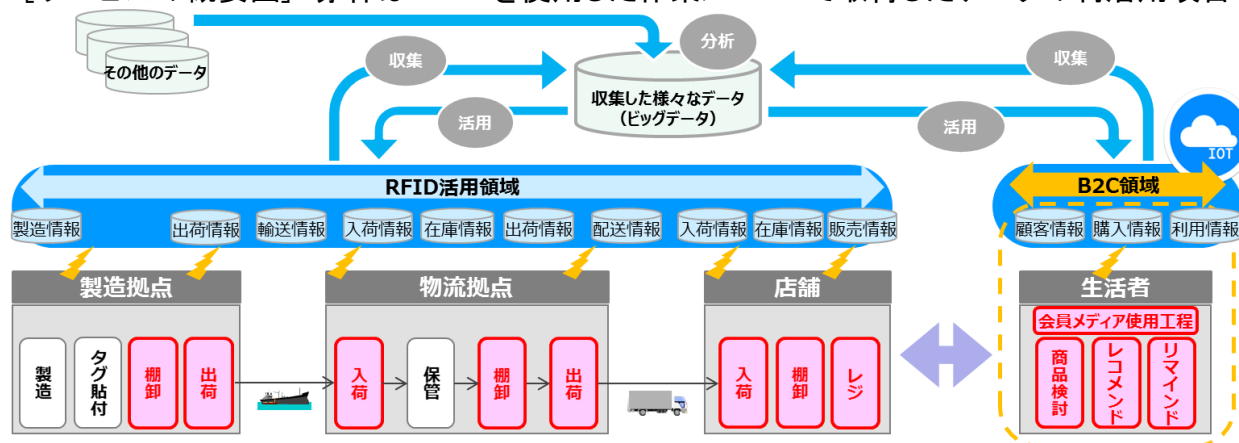 その他のデータ
収集
分析
収集
収集した様々なデータ
（ビッグデータ）
活用
活用
IOT
RFID活用領域
B2C領域
製造情報
出荷情報
輸送情報
入荷情報
在庫情報
出荷情報
配送情報
入荷情報
在庫情報
販売情報
顧客情報
購入情報
利用情報
製造拠点
物流拠点
店舗
生活者
製造
タグ貼付
棚卸
出荷
入荷
保管
棚卸
出荷
入荷
棚卸
レジ
会員メディア使用工程
商品検討
レコメンド
リマインド